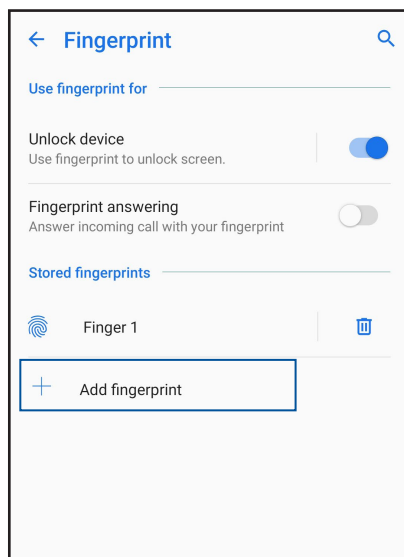 Fingerprint
Use fingerprint for
Unlock device
Use fingerprint to unlock screen.
Fingerprint answering
Answer incoming call with your fingerprint
Stored fingerprints
Finger 1
Add fingerprint